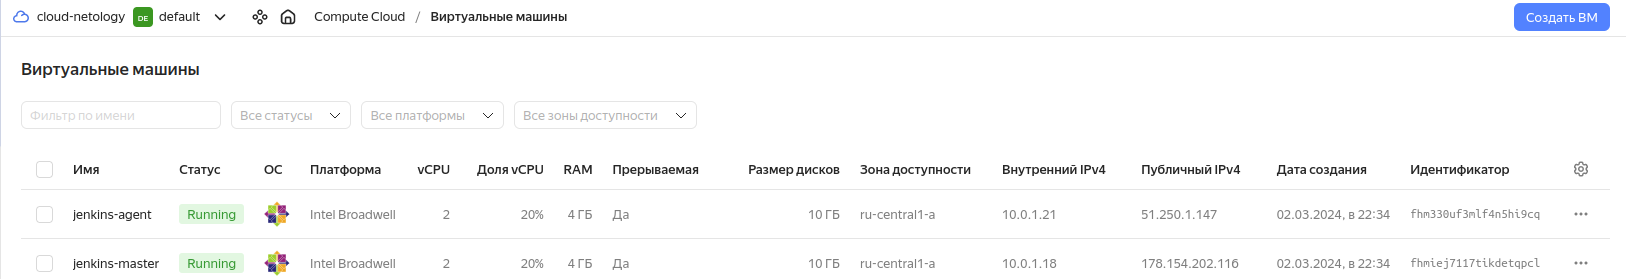 cloud-netology DE default Compute Cloud / Виртуальные машины Создать ВМ
Виртуальные машины
Фильтр по имени Все статусы Все платформы Все зоны доступности
Имя Статус ОС Платформа vCPU Доля vCPU RAM Прерываемая Размер дисков Зона доступности Внутренний IPv4 Публичный IPv4 Дата создания Идентификатор
jenkins-agent Running Intel Broadwell 2 20% 4 ГБ Да 10 ГБ ru-central1-a 10.0.1.21 51.250.1.147 02.03.2024, в 22:34 fhm330uf3mlf4n5hi9cq
jenkins-master Running Intel Broadwell 2 20% 4 ГБ Да 10 ГБ ru-central1-a 10.0.1.18 178.154.202.116 02.03.2024, в 22:34 fhmiej7117tikdetqpcl